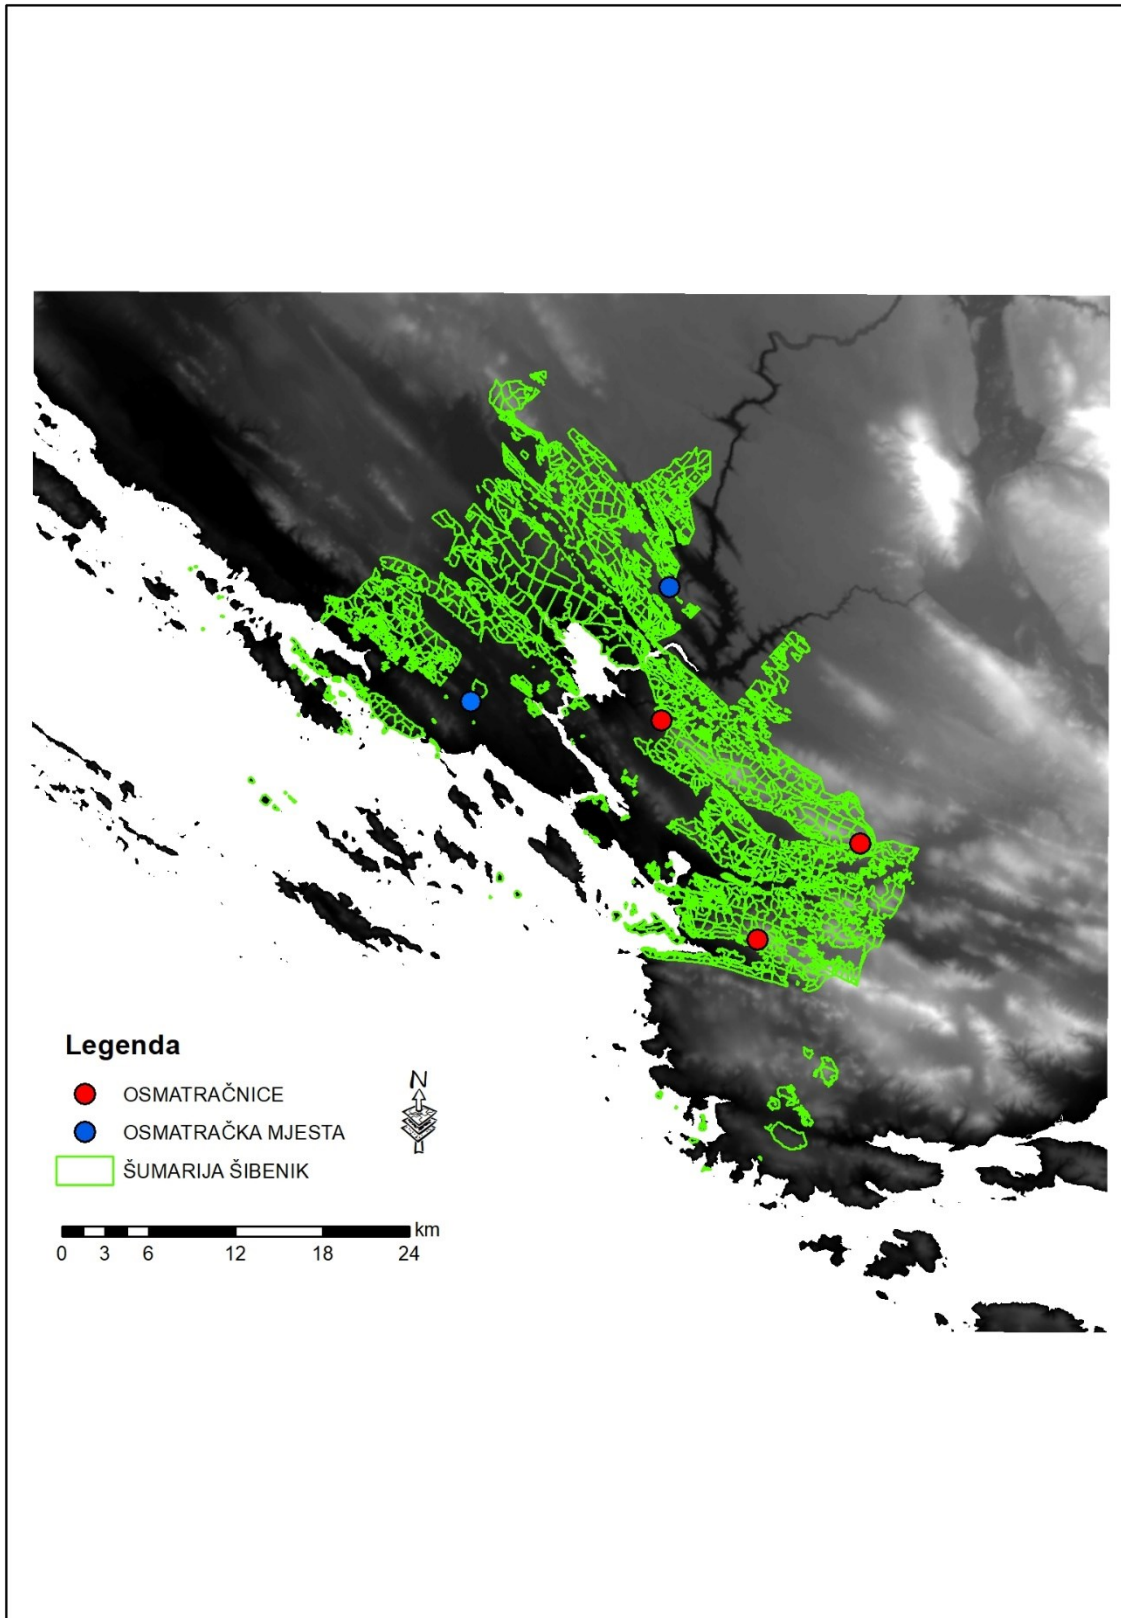 Legenda
N
OSMATRAČNICE
OSMATRAČKA MJESTA
ŠUMARIJA ŠIBENIK
km
0 3 6 12 18 24